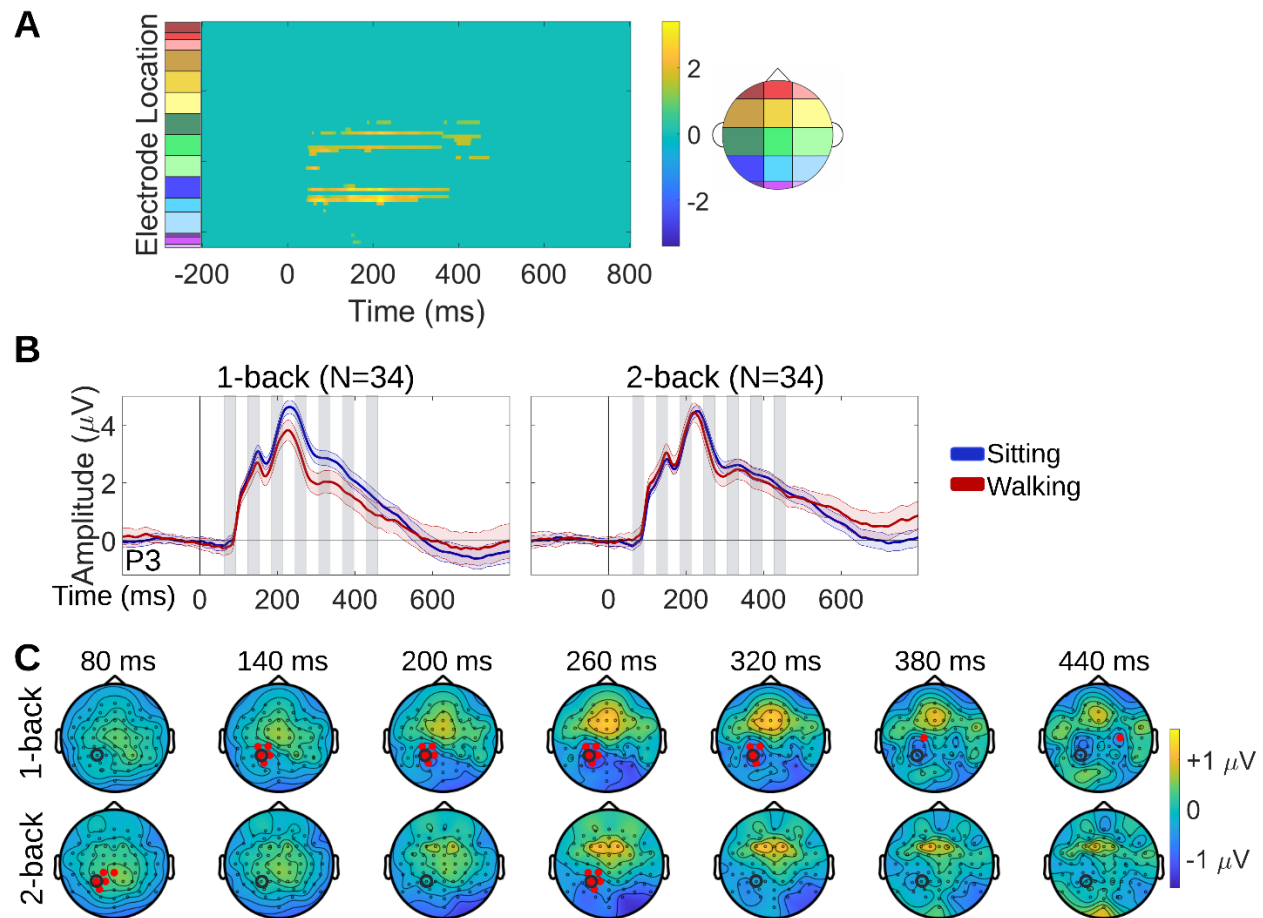 A
Electrode Location
2
0
-2
-200 0 200 400 600 800
Time (ms)
B
1-back (N=34) 2-back (N=34)
Amplitude (μV)
4
2
0
P3
Sitting
Walking
Time (ms) 0 200 400 600 0 200 400 600
C
80 ms 140 ms 200 ms 260 ms 320 ms 380 ms 440 ms
1-back
2-back
+1 μV
0
-1 μV